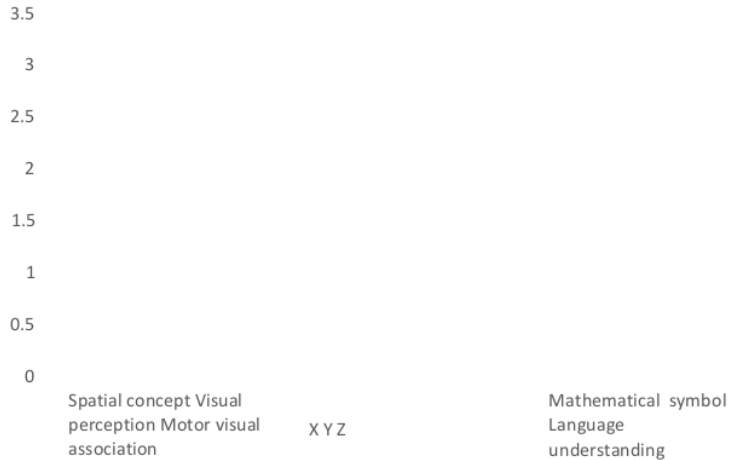 3.5
3
2.5
2
1.5
1
0.5
0
Spatial concept Visual
perception Motor visual
association
X Y Z
Mathematical symbol
Language
understanding